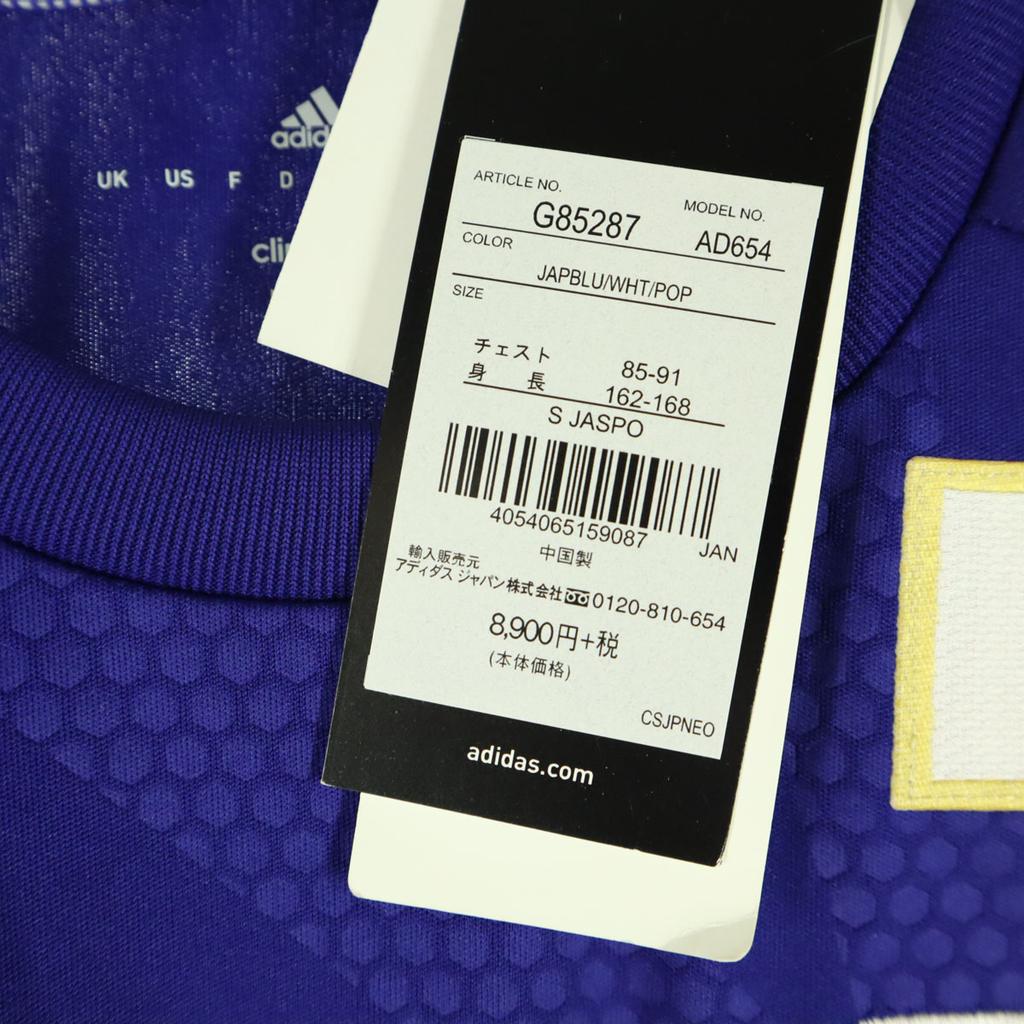 UK US F D
ARTICLE NO.
MODEL NO.
G85287
AD654
COLOR
JAPBLU/WHT/POP
SIZE
チェスト 85-91
身長 162-168
S JASPO
4054065159087
JAN
中国製
輸入販売元
アディダス ジャパン株式会社 0120-810-654
8,900円+税
(本体価格)
CSJPNEO
adidas.com